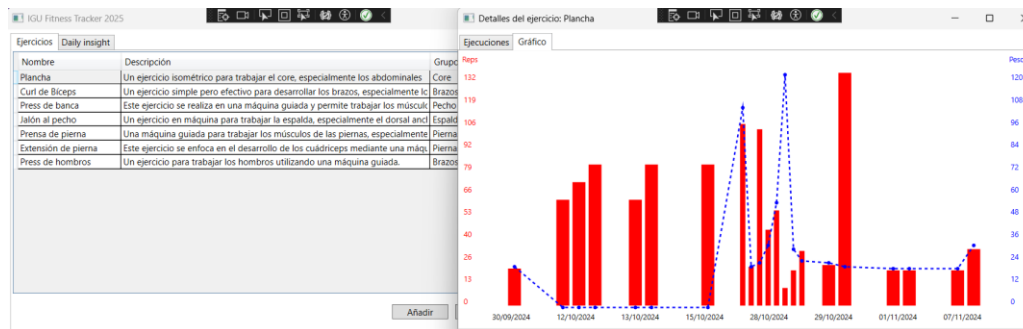 IGU Fitness Tracker 2025
Ejercicios Daily insight
Nombre Descripción Grupo
Plancha Un ejercicio isométrico para trabajar el core, especialmente los abdominales Core
Curl de Bíceps Un ejercicio simple pero efectivo para desarrollar los brazos, especialmente lc Brazos
Press de banca Este ejercicio se realiza en una máquina guiada y permite trabajar los múscul Pecho
Jalón al pecho Un ejercicio en máquina para trabajar la espalda, especialmente el dorsal anc Espald
Prensa de pierna Una máquina guiada para trabajar los músculos de las piernas, especialmente Pierna
Extensión de pierna Este ejercicio se enfoca en el desarrollo de los cuádriceps mediante una máqu Pierna
Press de hombros Un ejercicio para trabajar los hombros utilizando una máquina guiada. Brazos
Añadir
Detalles del ejercicio: Plancha
Ejecuciones Gráfico
Reps Peso
132 120
119 108
106 96
92 84
79 72
66 60
53 48
40 36
26 24
13 12
0 0
30/09/2024 12/10/2024 13/10/2024 15/10/2024 28/10/2024 29/10/2024 01/11/2024 07/11/2024